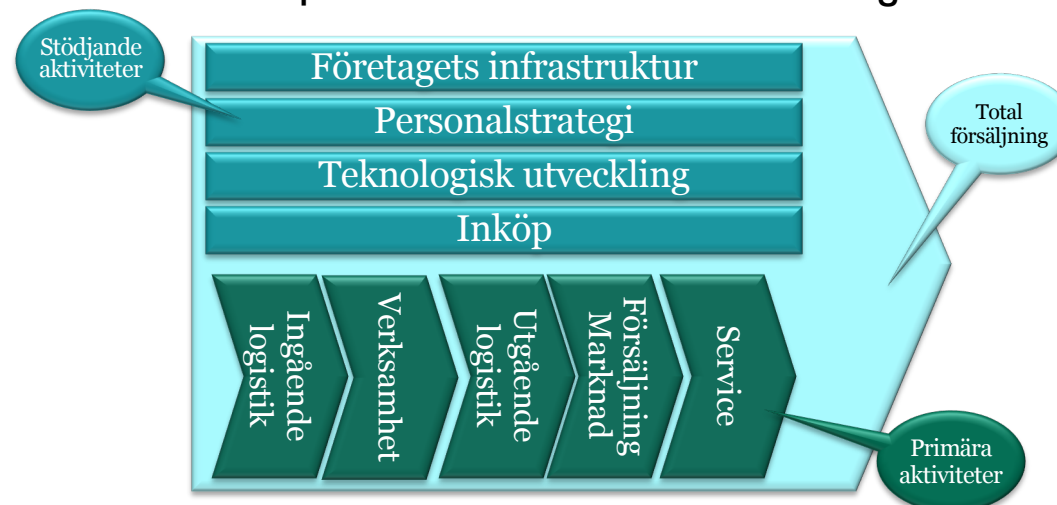 Stödjande
aktiviteter
Företagets infrastruktur
Personalstrategi
Teknologisk utveckling
Inköp
Total
försäljning
Ingående
logistik
Verksamhet
Utgående
logistik
Försäljning
Marknad
Service
Primära
aktiviteter